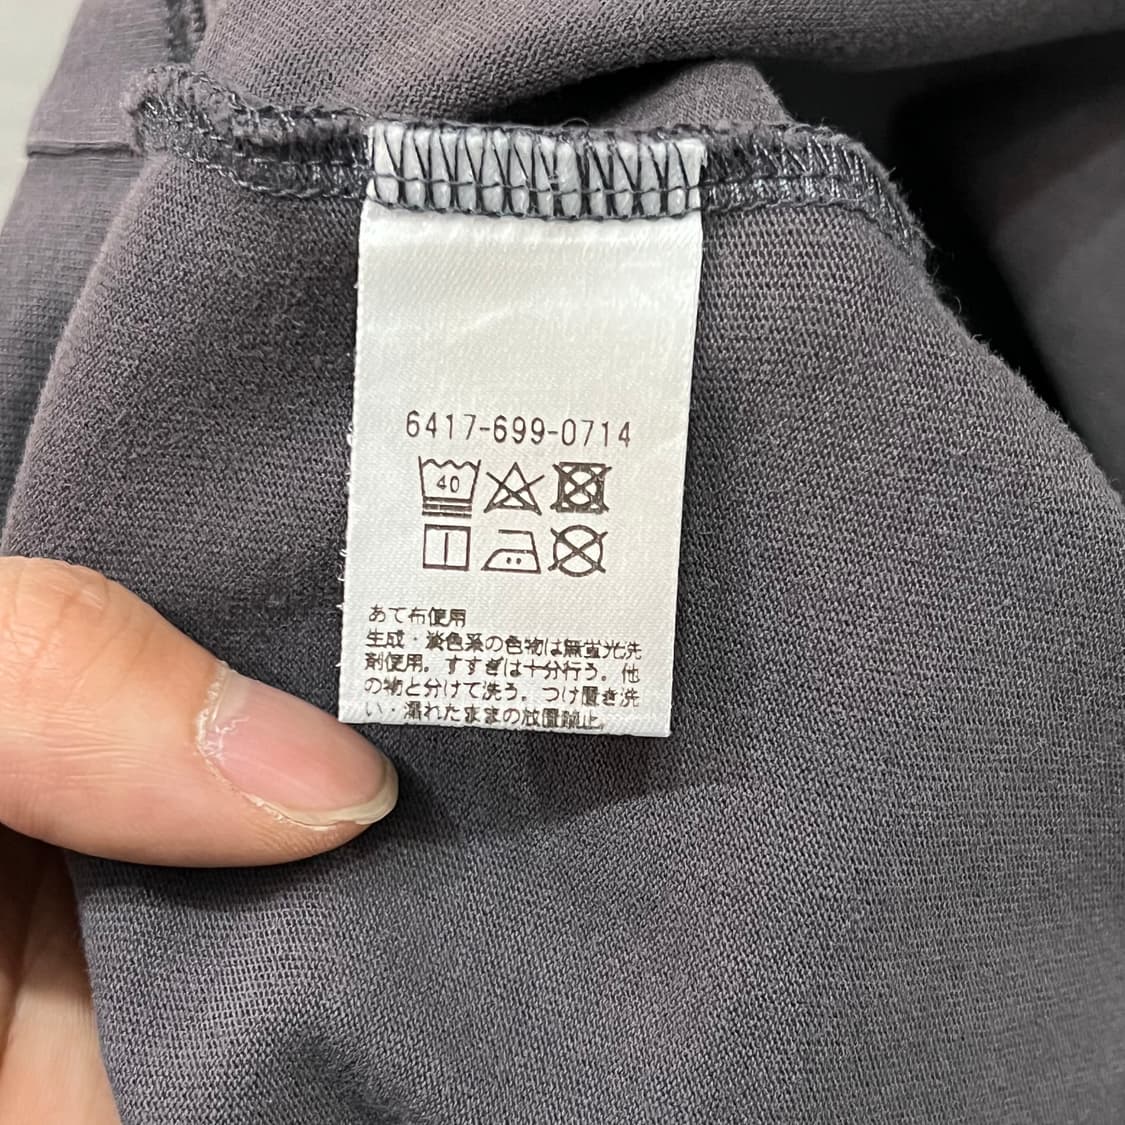 6417-699-0714
40
あて布使用
生成・淡色系の色物は無蛍光洗
剤使用。すすぎは十分行う。他
の物と分けて洗う。つけ置き洗
い・濡れたままの放置禁止。